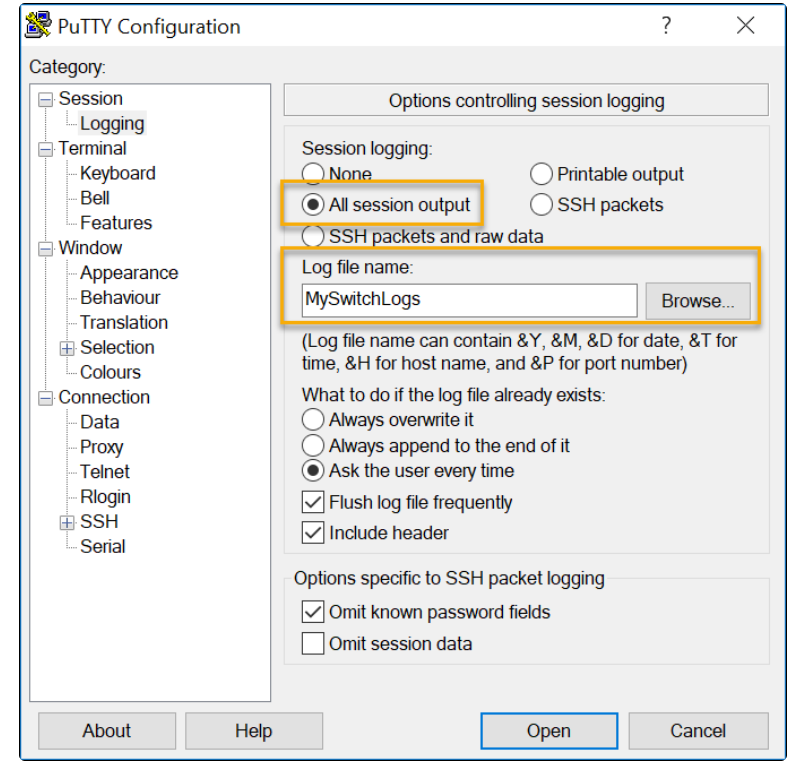 PuTTY Configuration
?
Category:
Session
Logging
Terminal
Keyboard
Bell
Features
Window
Appearance
Behaviour
Translation
Selection
Colours
Connection
Data
Proxy
Telnet
Rlogin
SSH
Serial
Options controlling session logging
Session logging:
None
Printable output
All session output
SSH packets
SSH packets and raw data
Log file name:
MySwitchLogs
Browse...
(Log file name can contain &Y, &M, &D for date, &T for
time, &H for host name, and &P for port number)
What to do if the log file already exists:
Always overwrite it
Always append to the end of it
Ask the user every time
Flush log file frequently
Include header
Options specific to SSH packet logging
Omit known password fields
Omit session data
About
Help
Open
Cancel